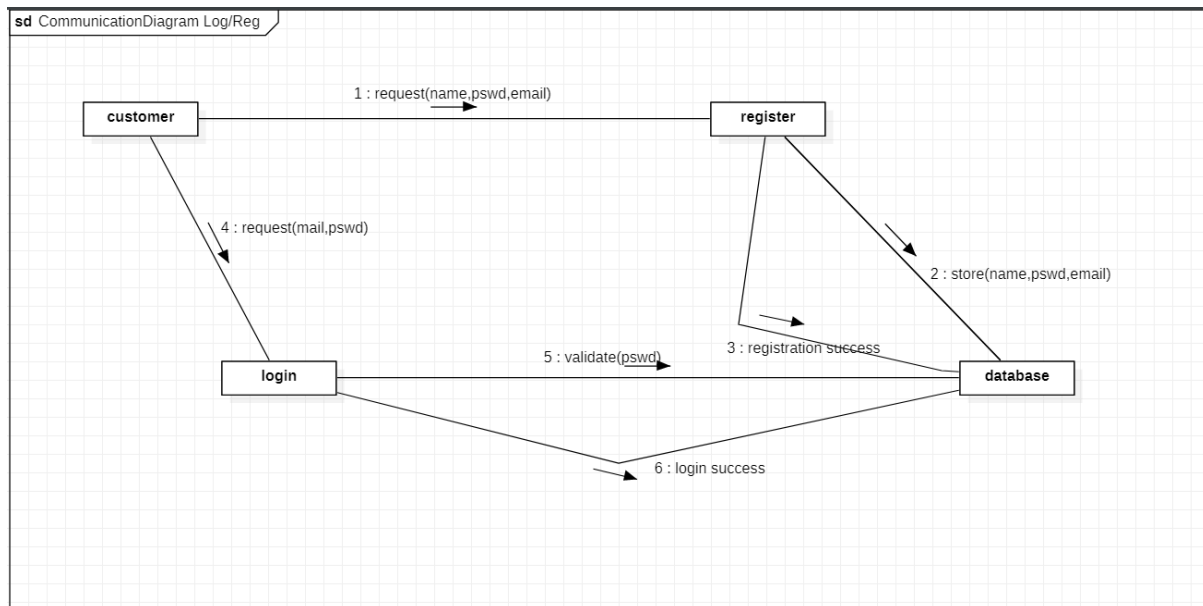 sd CommunicationDiagram Log/Reg
1 : request(name,pswd,email)
customer
register
4 : request(mail,pswd)
2 : store(name,pswd,email)
3 : registration success
5 : validate(pswd)
login
database
6 : login success